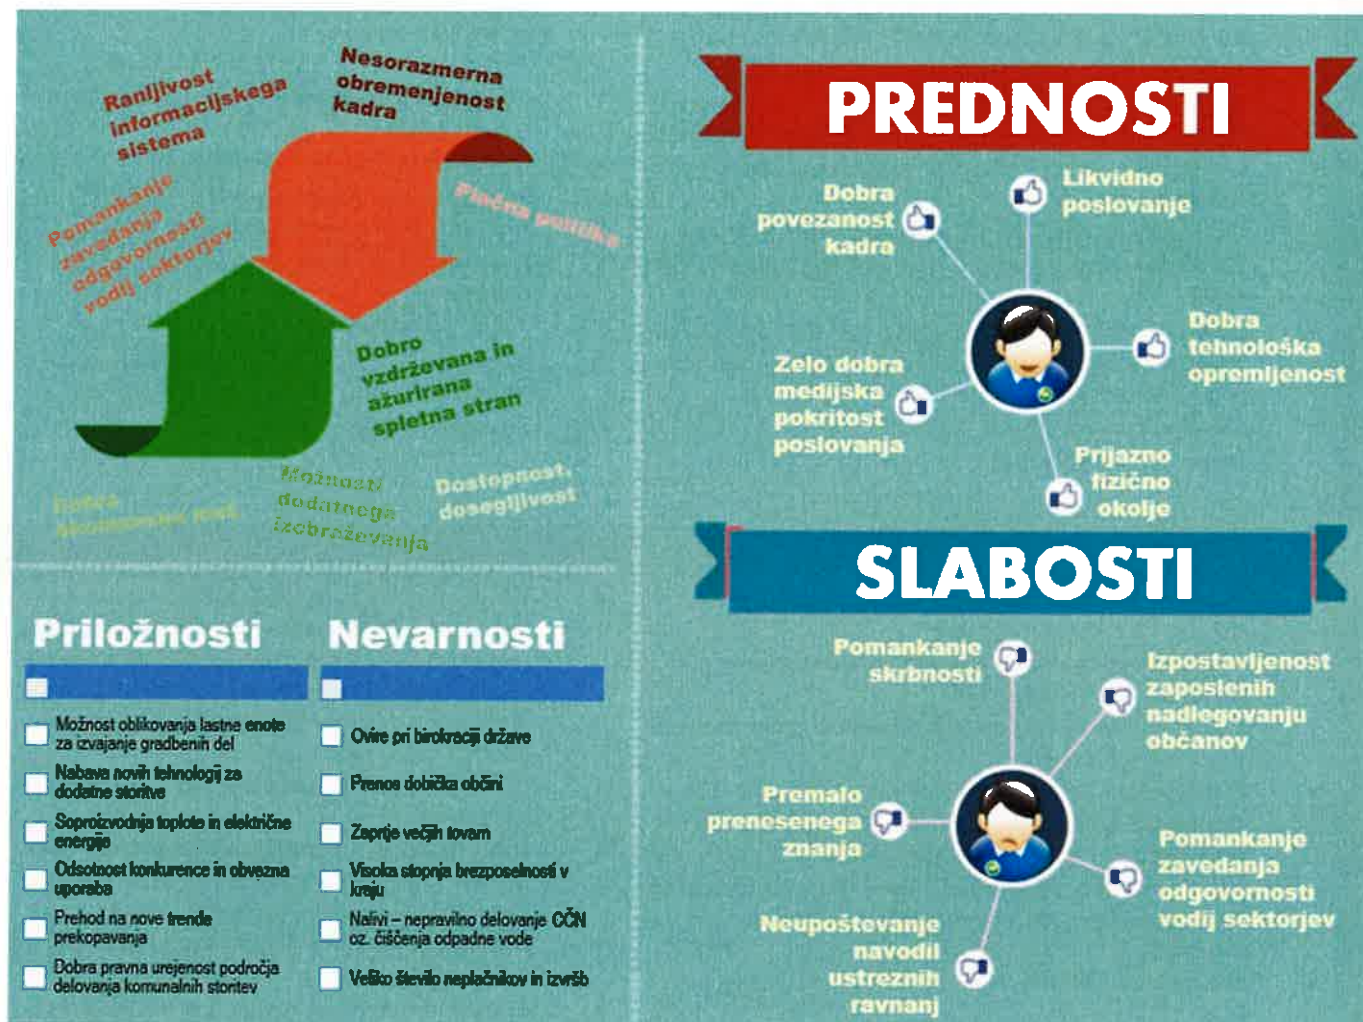 Ranljivost
informacijskega
sistema
Nesorazmerna
obremenjenost
kadra
Pomankanje
zavedanja
odgovornosti
vodij sektorjev
Plačna politika
Dobro
vzdrževana in
ažurirana
spletna stran
Dobra
Možnosti
dodatnega
izobraževanja
Dostopnost,
dosegljivost
PREDNOSTI
Dobra
povezanost
kadra
Likvidno
poslovanje
Dobra
tehnološka
opremljenost
Zelo dobra
medijska
pokritost
poslovanja
Prijazno
fizično
okolje
SLABOSTI
Pomankanje
skrbnosti
Izpostavljenost
zaposlenih
nadlegovanju
občanov
Premalo
prenesenega
znanja
Pomankanje
zavedanja
odgovornosti
vodij sektorjev
Neupoštevanje
navodil
ustreznih
ravnanj
Priložnosti
Možnost oblikovanja lastne enote
za izvajanje gradbenih del
Nabava novih tehnologij za
dodatne storitve
Soproizvodnja toplote in električne
energije
Odsotnost konkurence in obvezna
uporaba
Prehod na nove trende
prekopavanja
Dobra pravna urejenost področja
delovanja komunalnih storitev
Nevarnosti
Ovire pri birokraciji države
Prenos dobička občini
Zaprtje večjih tovarn
Visoka stopnja brezposelnosti v
kraju
Nalivi – nepravilno delovanje CČN
oz. čiščenja odpadne vode
Veliko število neplačnikov in izvršb